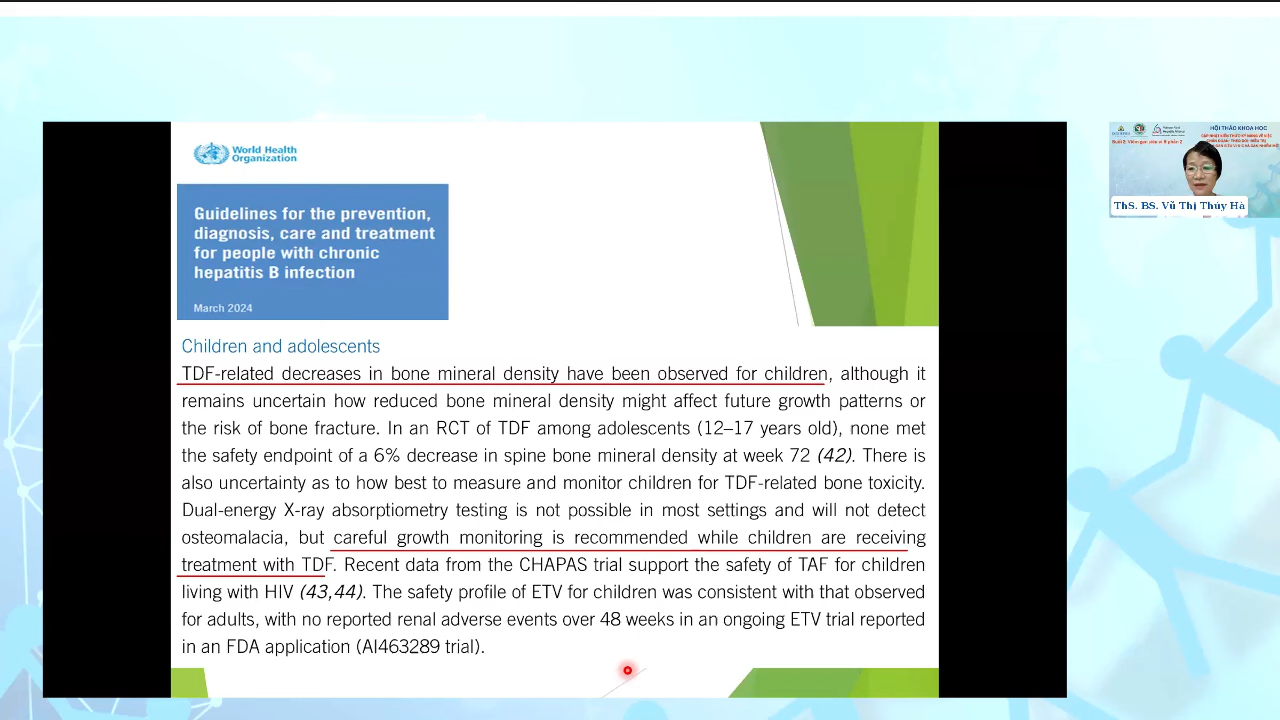 World Health
Organization
Guidelines for the prevention,
diagnosis, care and treatment
for people with chronic
hepatitis B infection
March 2024
Children and adolescents
TDF-related decreases in bone mineral density have been observed for children, although it
remains uncertain how reduced bone mineral density might affect future growth patterns or
the risk of bone fracture. In an RCT of TDF among adolescents (12–17 years old), none met
the safety endpoint of a 6% decrease in spine bone mineral density at week 72 (42). There is
also uncertainty as to how best to measure and monitor children for TDF-related bone toxicity.
Dual-energy X-ray absorptiometry testing is not possible in most settings and will not detect
osteomalacia, but careful growth monitoring is recommended while children are receiving
treatment with TDF. Recent data from the CHAPAS trial support the safety of TAF for children
living with HIV (43,44). The safety profile of ETV for children was consistent with that observed
for adults, with no reported renal adverse events over 48 weeks in an ongoing ETV trial reported
in an FDA application (AI463289 trial).
HỘI THẢO KHOA HỌC
ThS. BS. Vũ Thị Thúy Hà